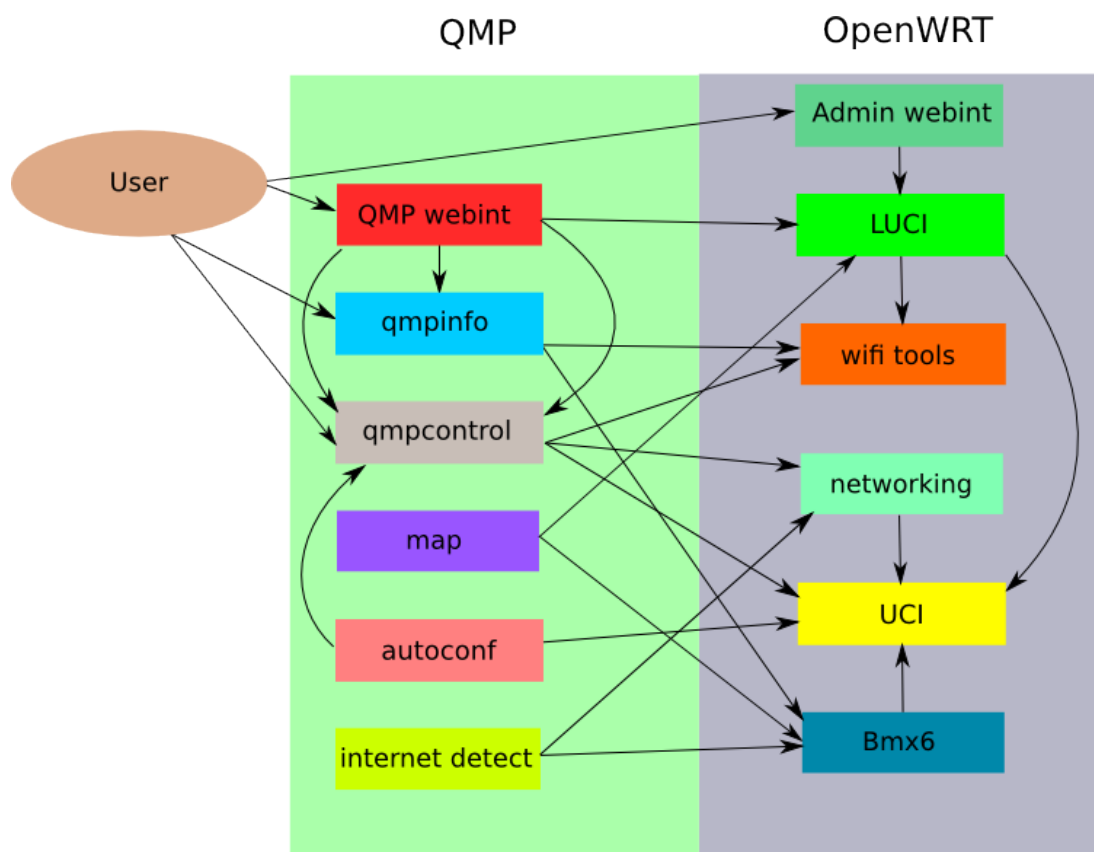 QMP
OpenWRT
User
QMP webint
qmpinfo
qmpcontrol
map
autoconf
internet detect
Admin webint
LUCI
wifi tools
networking
UCI
Bmx6